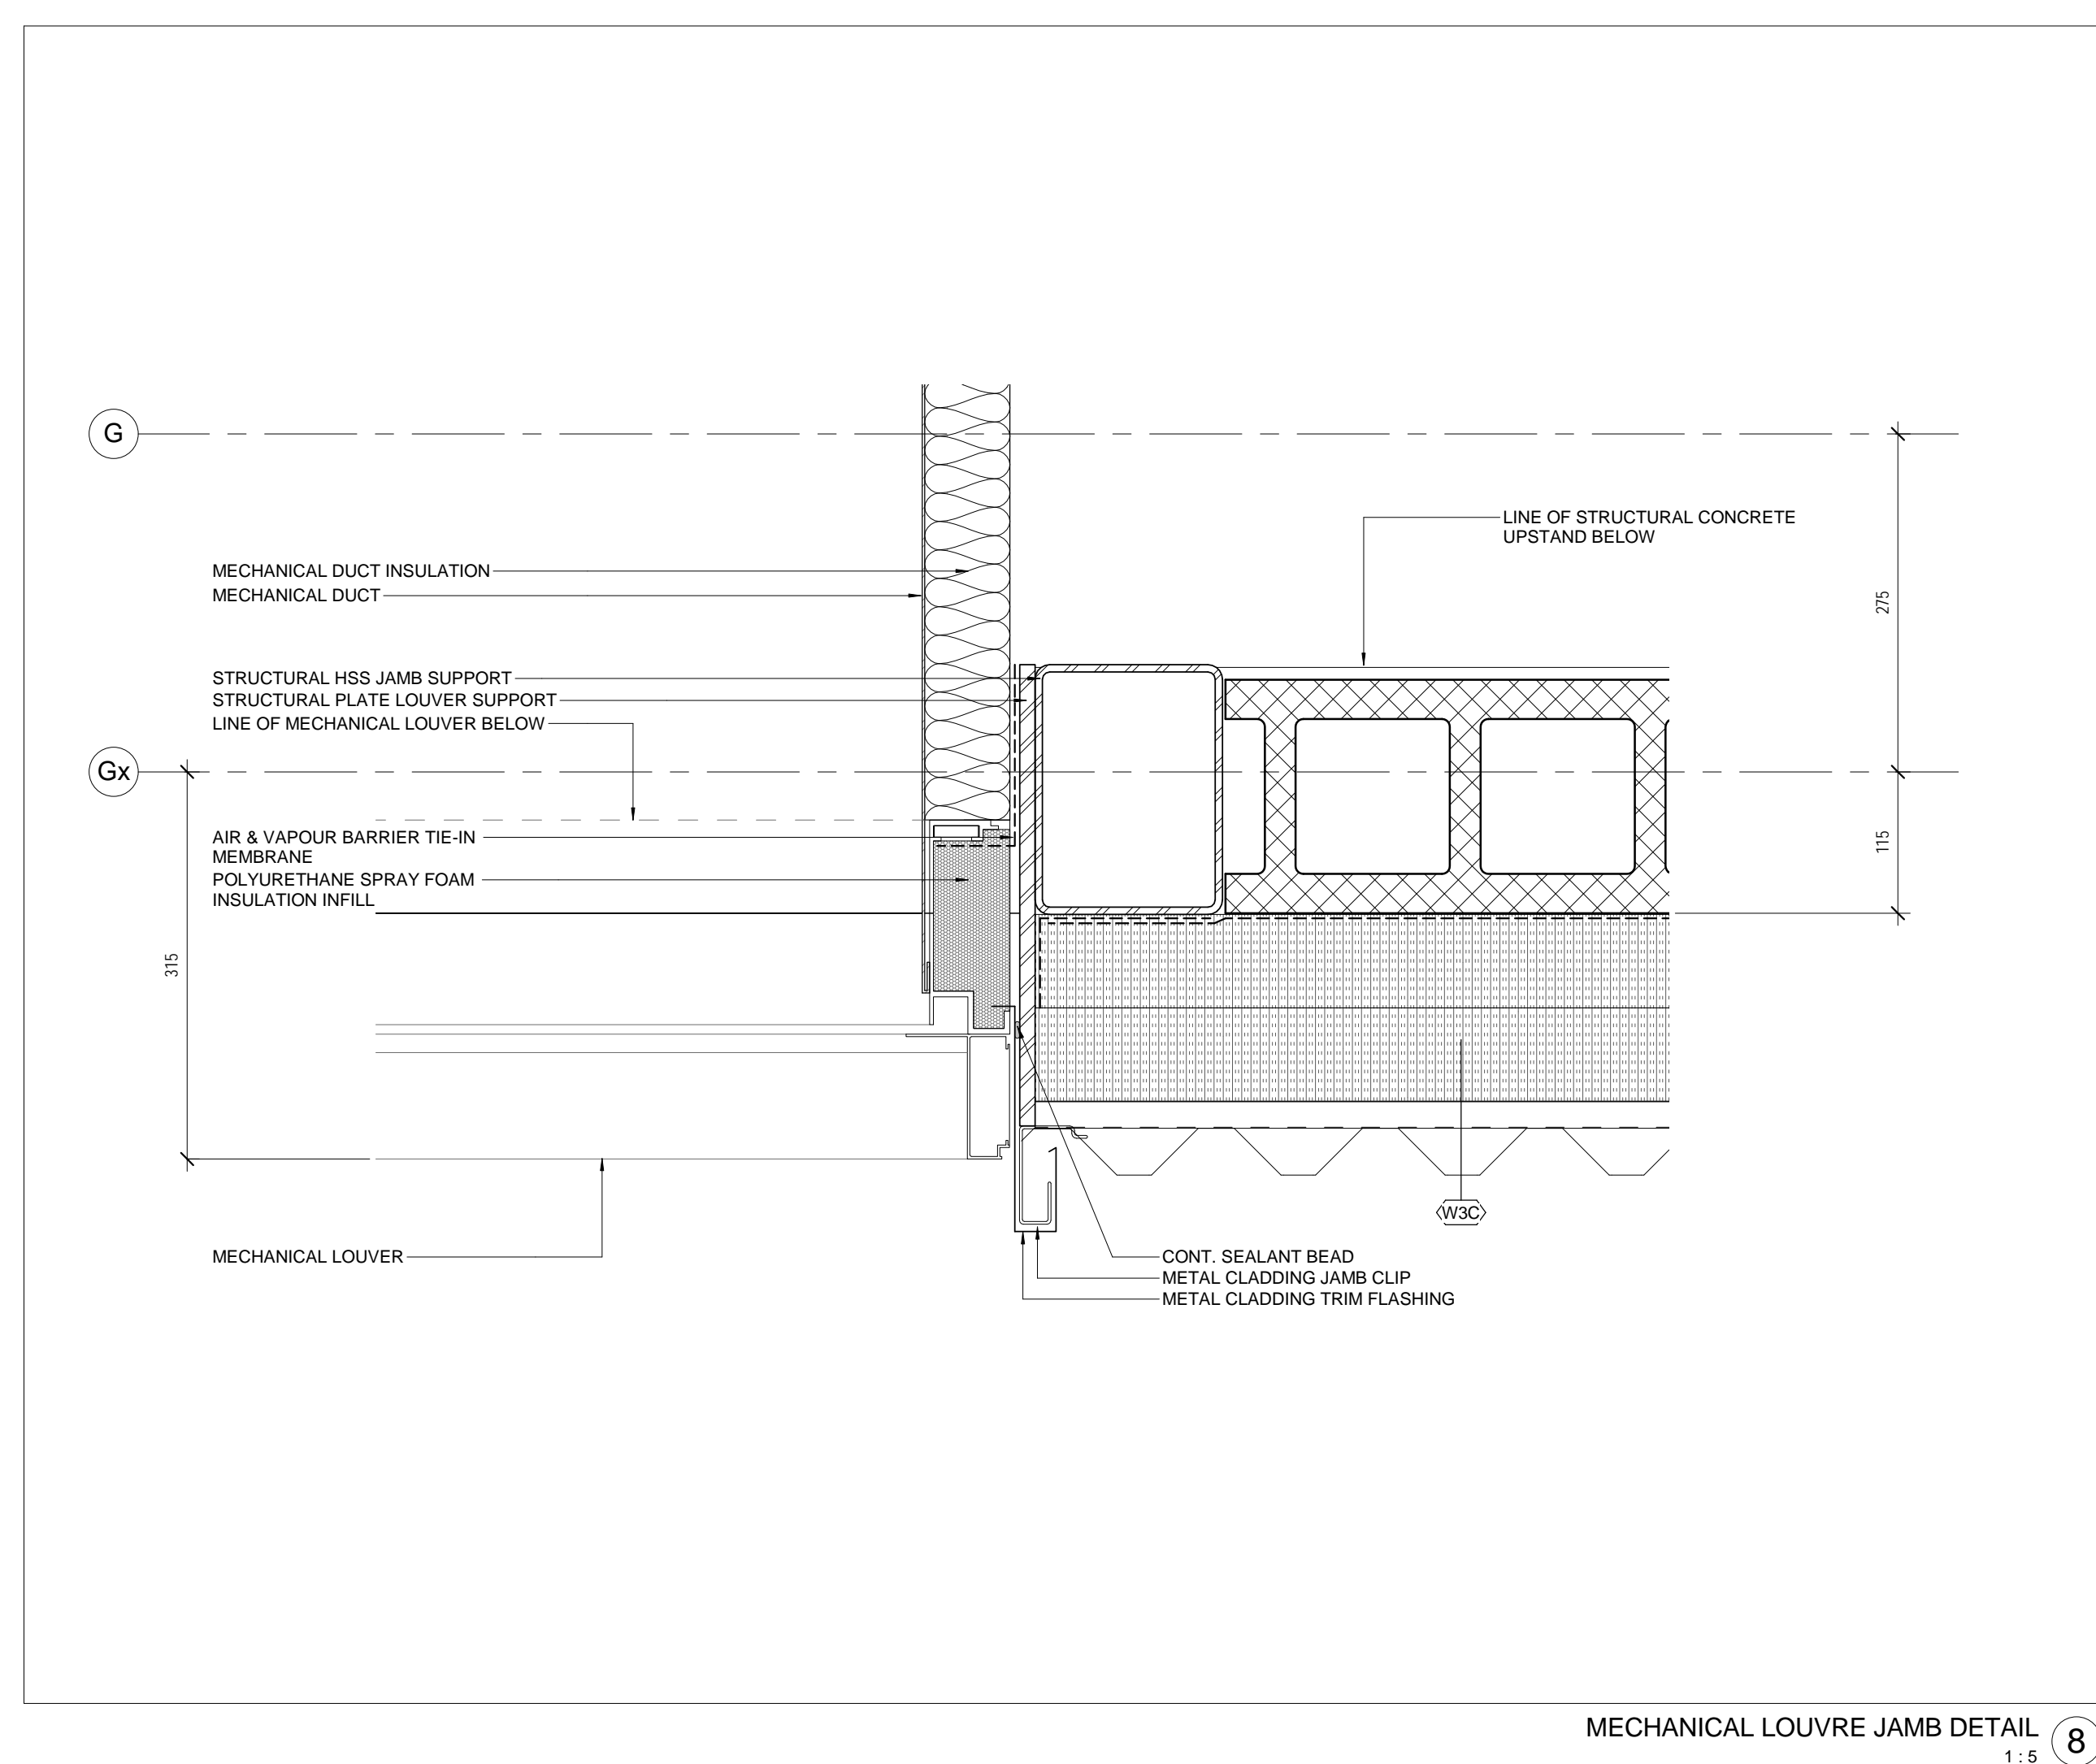 G
LINE OF STRUCTURAL CONCRETE
UPSTAND BELOW
MECHANICAL DUCT INSULATION
MECHANICAL DUCT
275
STRUCTURAL HSS JAMB SUPPORT
STRUCTURAL PLATE LOUVER SUPPORT
LINE OF MECHANICAL LOUVER BELOW
Gx
AIR & VAPOUR BARRIER TIE-IN
MEMBRANE
115
POLYURETHANE SPRAY FOAM
INSULATION INFILL
315
W3C
MECHANICAL LOUVER
CONT. SEALANT BEAD
METAL CLADDING JAMB CLIP
METAL CLADDING TRIM FLASHING
MECHANICAL LOUVRE JAMB DETAIL
8
1 : 5